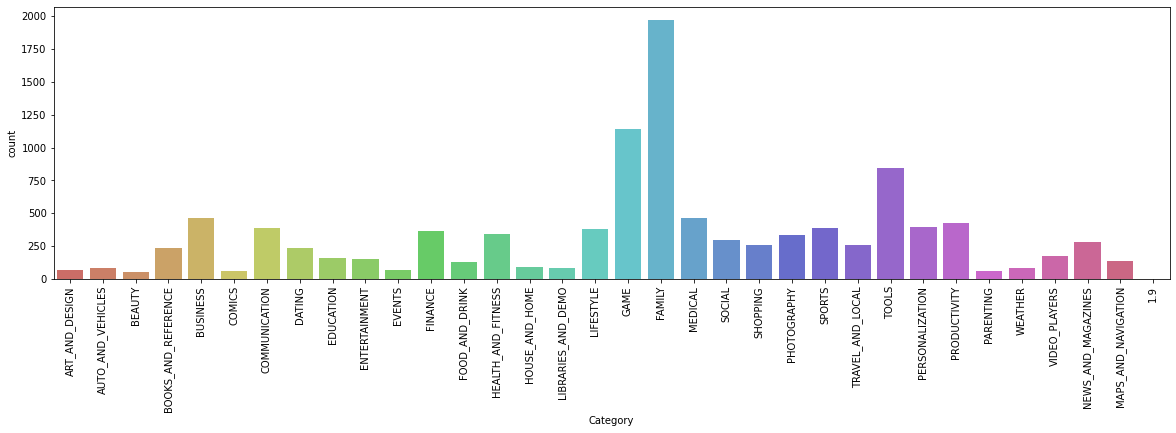 2000
1750
1500
1250
1000
750
500
250
0
count
ART_AND_DESIGN
AUTO_AND_VEHICLES
BEAUTY
BOOKS_AND_REFERENCE
BUSINESS
COMICS
COMMUNICATION
DATING
EDUCATION
ENTERTAINMENT
EVENTS
FINANCE
FOOD_AND_DRINK
HEALTH_AND_FITNESS
HOUSE_AND_HOME
LIBRARIES_AND_DEMO
LIFESTYLE
GAME
FAMILY
MEDICAL
SOCIAL
SHOPPING
PHOTOGRAPHY
SPORTS
TRAVEL_AND_LOCAL
TOOLS
PERSONALIZATION
PRODUCTIVITY
PARENTING
WEATHER
VIDEO_PLAYERS
NEWS_AND_MAGAZINES
MAPS_AND_NAVIGATION
1.9
Category